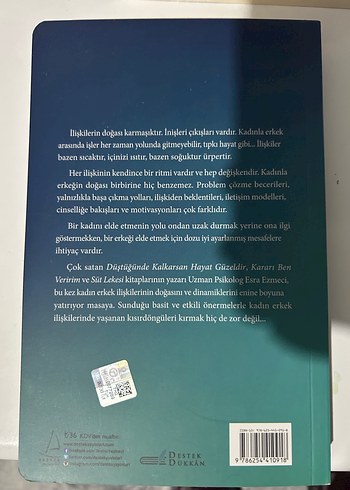 İlişkilerin doğası karmaşıktır. İnişleri çıkışları vardır. Kadınla erkek
arasında işler her zaman yolunda gitmeyebilir, tıpkı hayat gibi... İlişkiler
bazen sıcaktır, içinizi ısıtır, bazen soğuktur ürpertir.
Her ilişkinin kendince bir ritmi vardır ve hep değişkendir. Kadınla
erkeğin doğası birbirine hiç benzemez. Problem çözme becerileri,
yalnızlıkla başa çıkma yolları, ilişkiden beklentileri, iletişim modelleri,
cinselliğe bakışları ve motivasyonları çok farklıdır.
Bir kadını elde etmenin yolu ondan uzak durmak yerine ona ilgi
göstermekken, bir erkeği elde etmek için dozu iyi ayarlanmış mesafelere
ihtiyaç vardır.
Çok satan Düştüğünde Kalkarsan Hayat Güzeldir, Kararı Ben
Veririm ve Süt Lekesi kitaplarının yazarı Uzman Psikolog Esra Ezmeci,
bu kez kadın erkek ilişkilerinin doğasını ve dinamiklerini enine boyuna
yatırıyor masaya. Sunduğu basit ve etkili önermelerle kadın erkek
ilişkilerinde yaşanan kısırdöngüleri kırmak hiç de zor değil...
DESTEK
DÜKKÂN
9 786254 410918